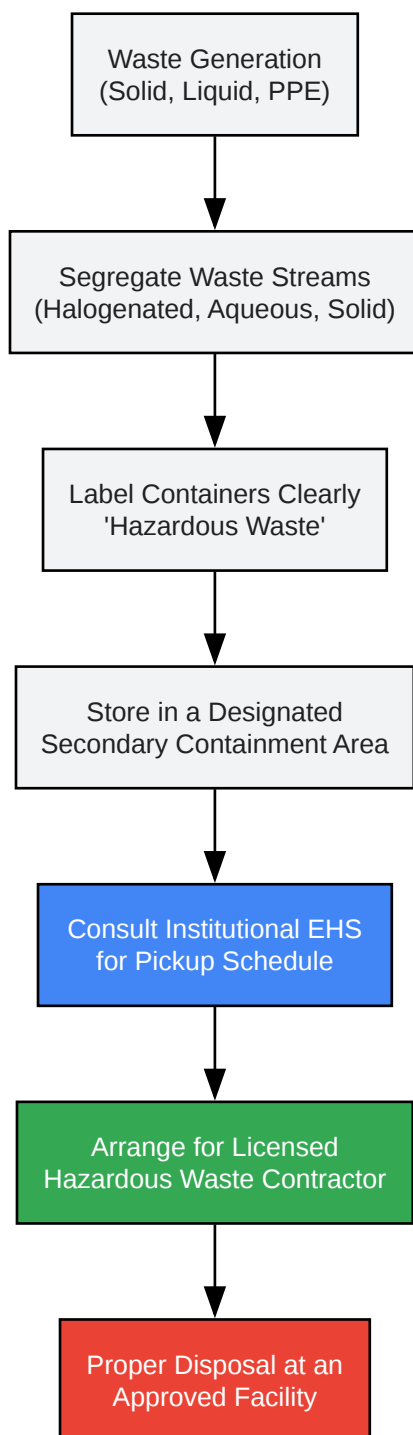 Waste Generation
(Solid, Liquid, PPE)
Segregate Waste Streams
(Halogenated, Aqueous, Solid)
Label Containers Clearly
'Hazardous Waste'
Store in a Designated
Secondary Containment Area
Consult Institutional EHS
for Pickup Schedule
Arrange for Licensed
Hazardous Waste Contractor
Proper Disposal at an
Approved Facility